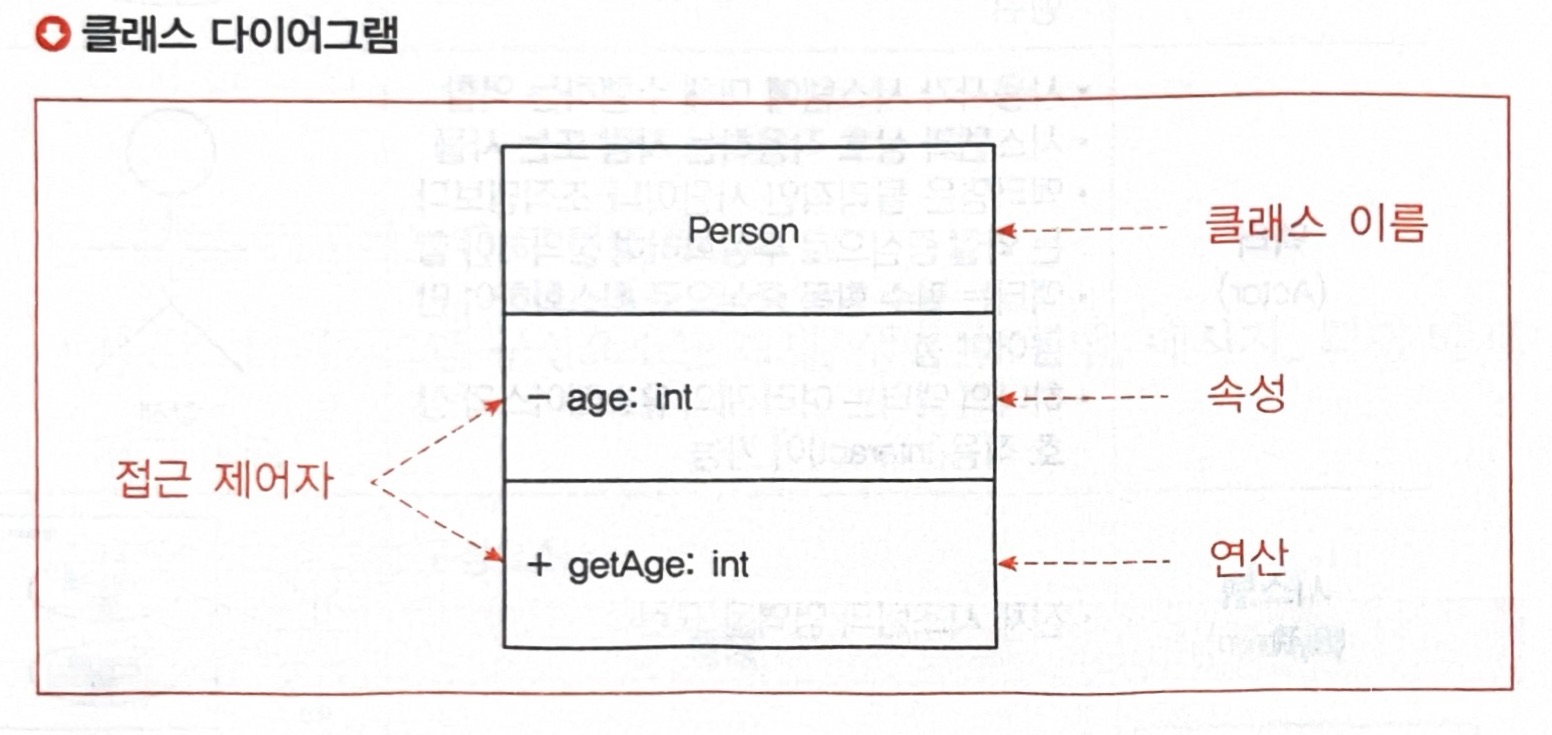 클래스 다이어그램
Person
클래스 이름
- age: int
속성
접근 제어자
+ getAge: int
연산